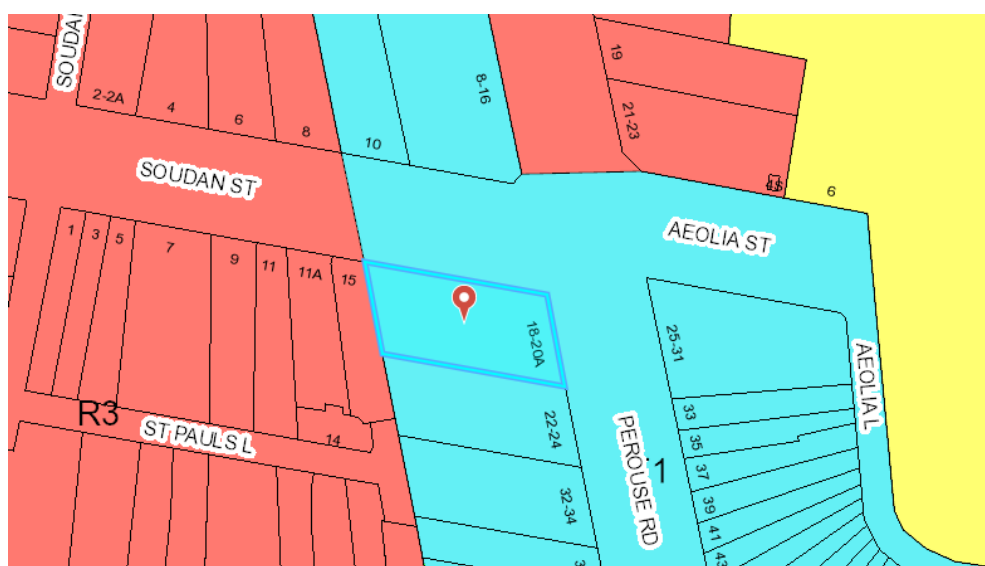 SOUDAN
2-2A
4
6
8
10
8-16
19
21-23
6
SOUDAN ST
AEOLIA ST
1
3
5
7
9
11
11A
15
18-20A
25-31
AEOLIA L
R3
ST PAULS L
14
22-24
PEROUSE RD
1
33
35
37
32-34
39
41
43